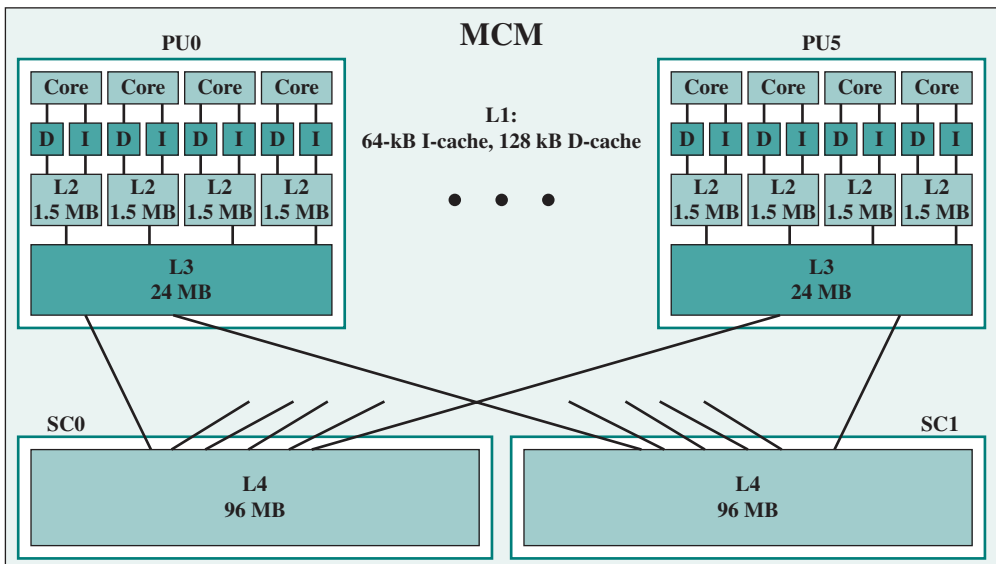 MCM
PU0
PU5
Core Core Core Core
D I D I D I D I
L2 L2 L2 L2
1.5 MB 1.5 MB 1.5 MB 1.5 MB
L3
24 MB
L1:
64-kB I-cache, 128 kB D-cache
Core Core Core Core
D I D I D I D I
L2 L2 L2 L2
1.5 MB 1.5 MB 1.5 MB 1.5 MB
L3
24 MB
SC0
L4
96 MB
SC1
L4
96 MB